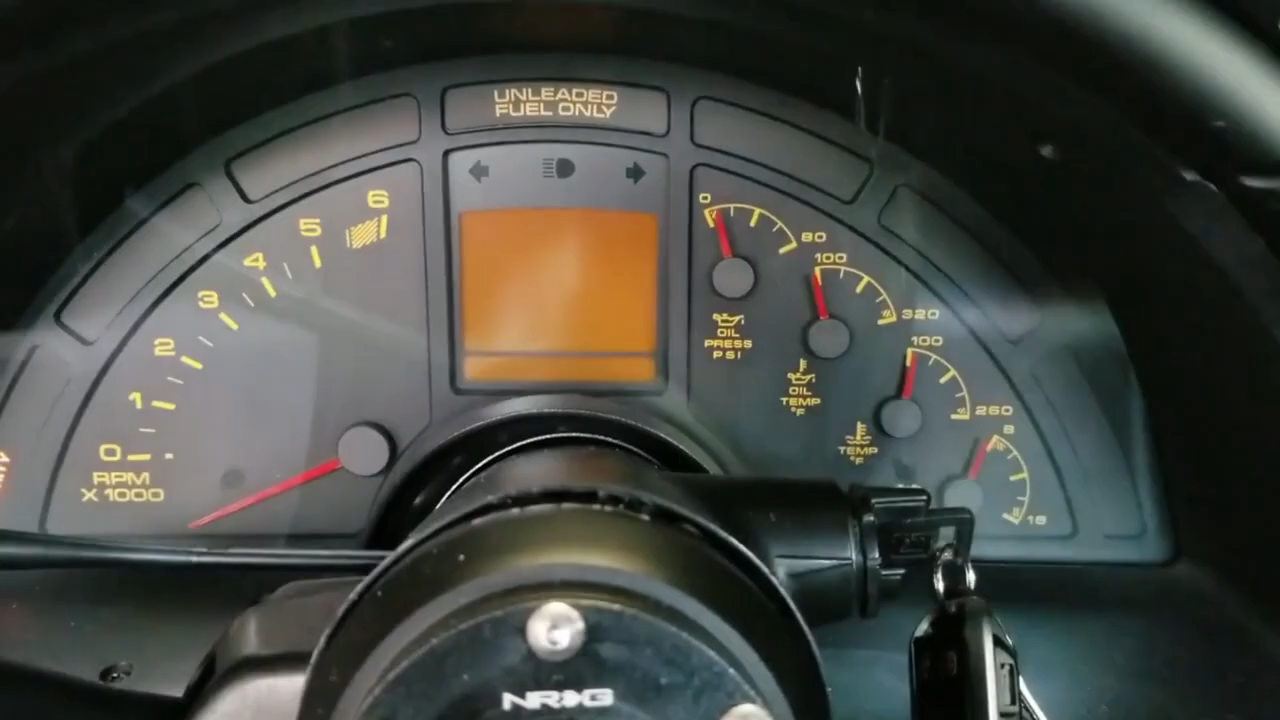 UNLEADED
FUEL ONLY
6
5
4
3
2
1
0
RPM
X 1000
0
80
OIL
PRESS
PSI
100
320
OIL
TEMP
°F
100
260
TEMP
°F
8
18
NRG